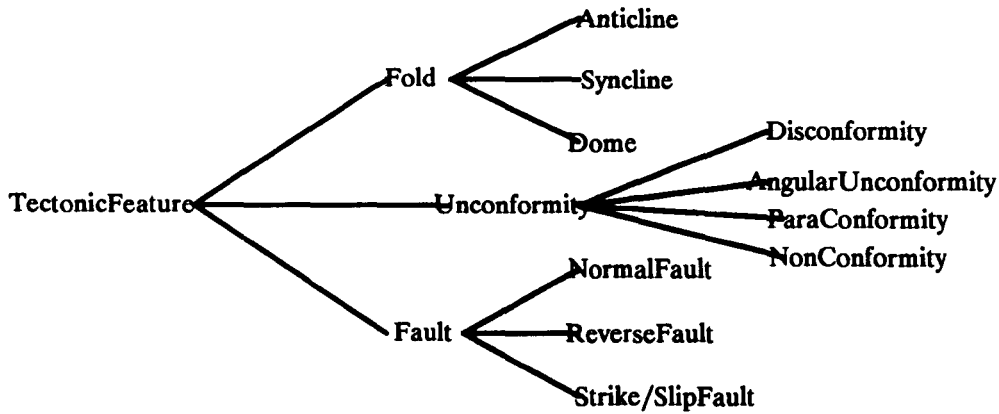 Anticline
Fold
Syncline
Dome
Disconformity
AngularUnconformity
TectonicFeature
Unconformity
ParaConformity
NonConformity
NormalFault
Fault
ReverseFault
Strike/SlipFault